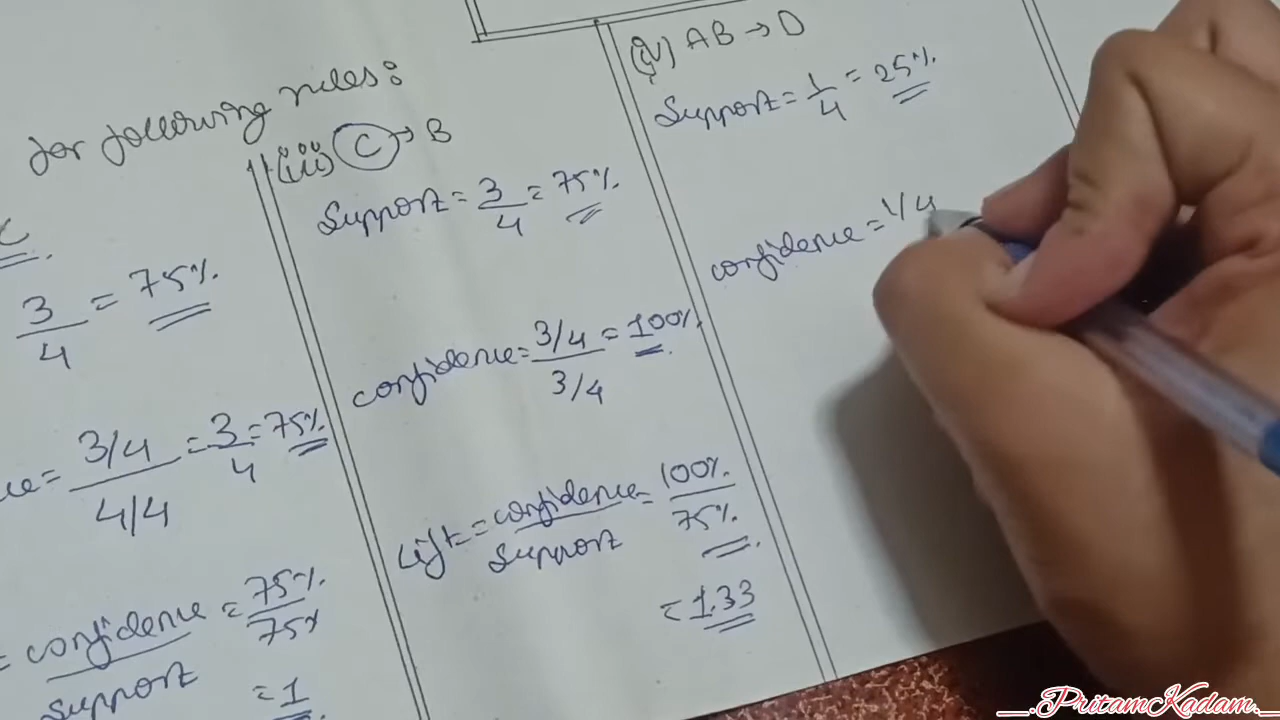 for following rules:
C
3/4 = 75%
3/4
4/4
= 3/4 = 75%
= confidence/support = 75%/75%
= 1
(iii) C → B
Support = 3/4 = 75%
confidence = 3/4 / 3/4 = 100%
Lift = confidence/support = 100%/75%
= 1.33
(iv) AB → D
Support = 1/4 = 25%
confidence = 1/4
__.PritamKadam.__